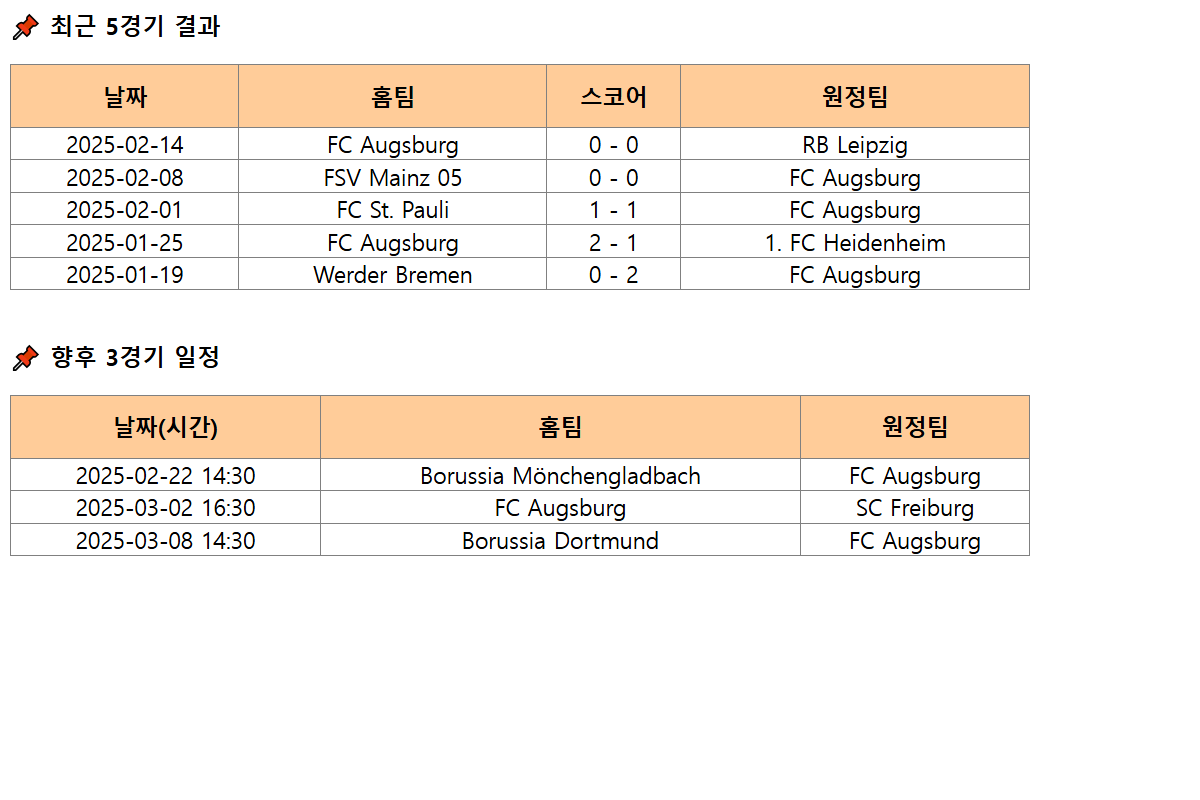 📌 최근 5경기 결과
날짜 홈팀 스코어 원정팀
2025-02-14 FC Augsburg 0 - 0 RB Leipzig
2025-02-08 FSV Mainz 05 0 - 0 FC Augsburg
2025-02-01 FC St. Pauli 1 - 1 FC Augsburg
2025-01-25 FC Augsburg 2 - 1 1. FC Heidenheim
2025-01-19 Werder Bremen 0 - 2 FC Augsburg
📌 향후 3경기 일정
날짜(시간) 홈팀 원정팀
2025-02-22 14:30 Borussia Mönchengladbach FC Augsburg
2025-03-02 16:30 FC Augsburg SC Freiburg
2025-03-08 14:30 Borussia Dortmund FC Augsburg